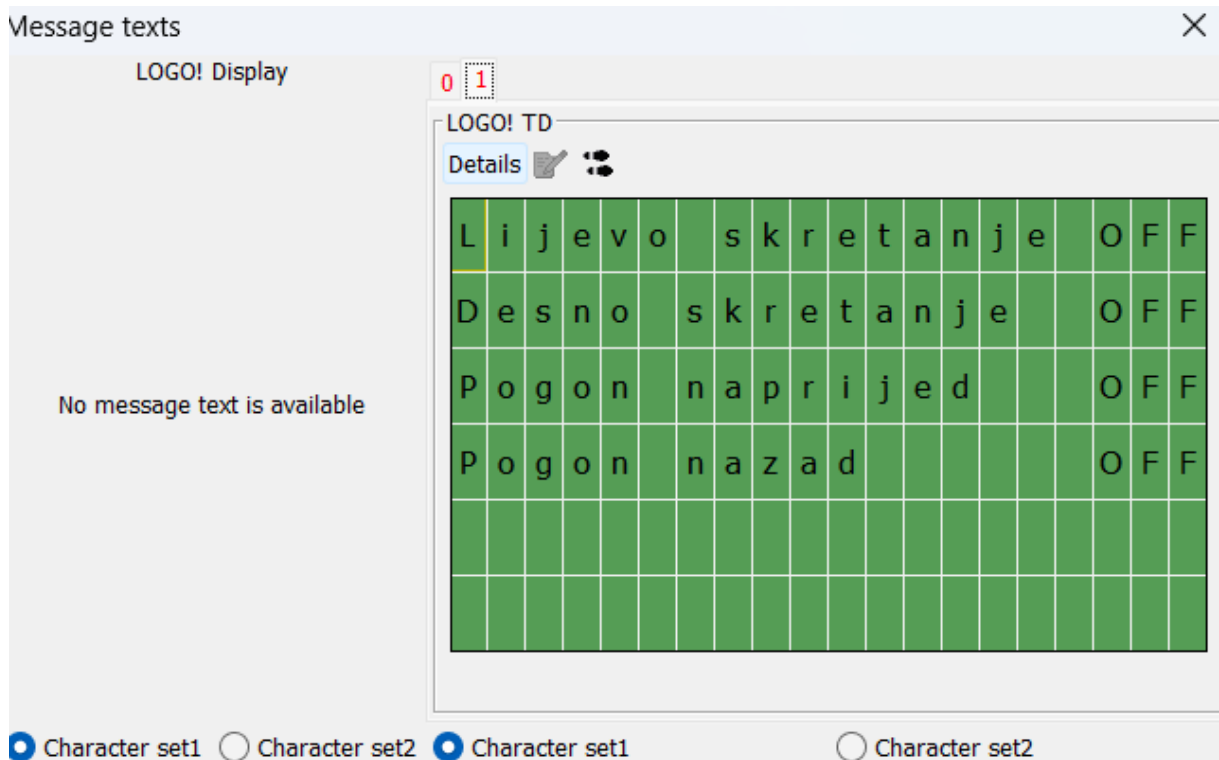 Message texts
LOGO! Display
0 1
LOGO! TD
Details
Lijevo skretanje OFF
Desno skretanje OFF
Pogon naprijed OFF
Pogon nazad OFF
No message text is available
Character set1 Character set2 Character set1 Character set2